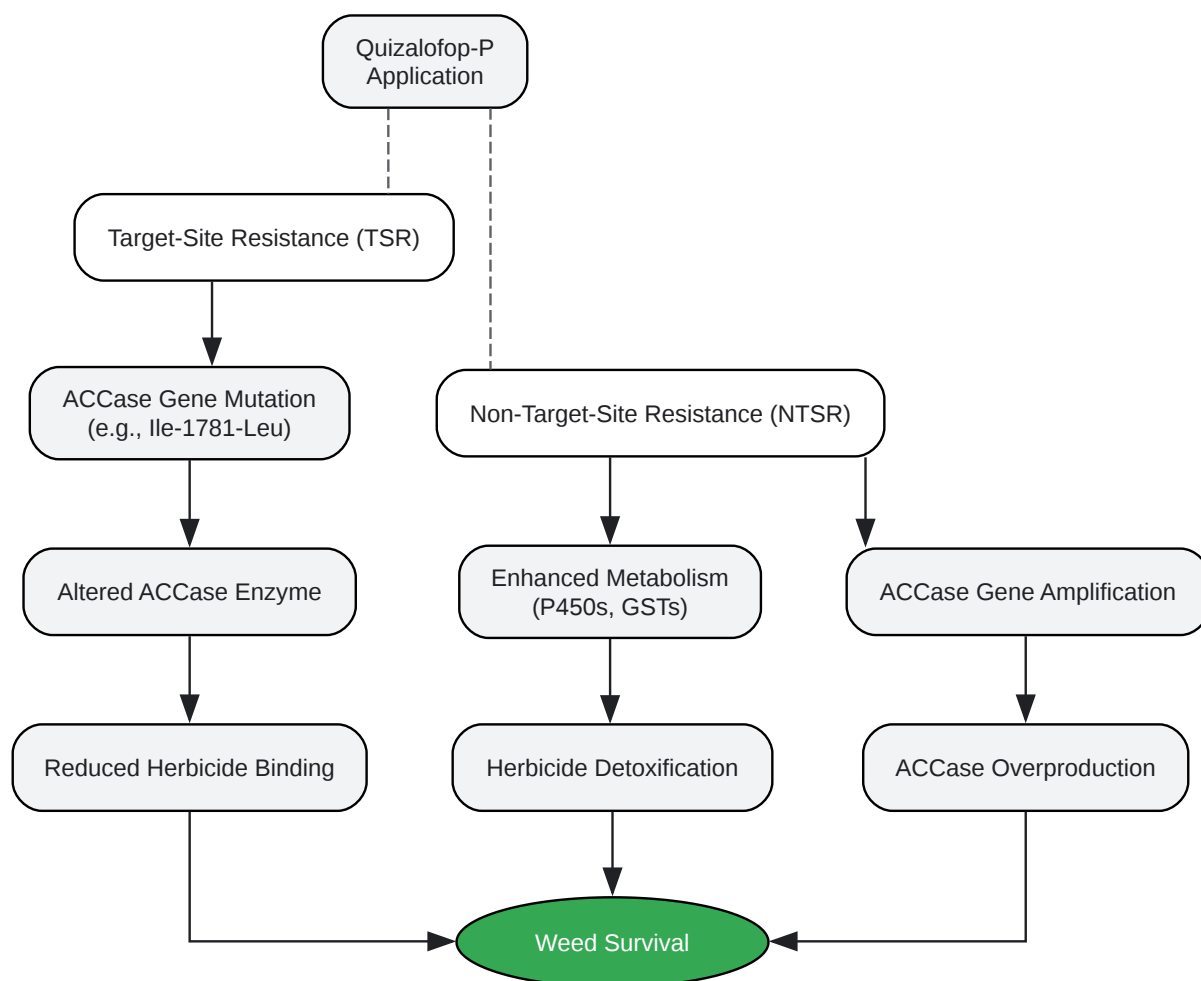 Quizalofop-P
Application
Target-Site Resistance (TSR)
ACCase Gene Mutation
(e.g., Ile-1781-Leu)
Non-Target-Site Resistance (NTSR)
Altered ACCase Enzyme
Enhanced Metabolism
(P450s, GSTs)
ACCase Gene Amplification
Reduced Herbicide Binding
Herbicide Detoxification
ACCase Overproduction
Weed Survival